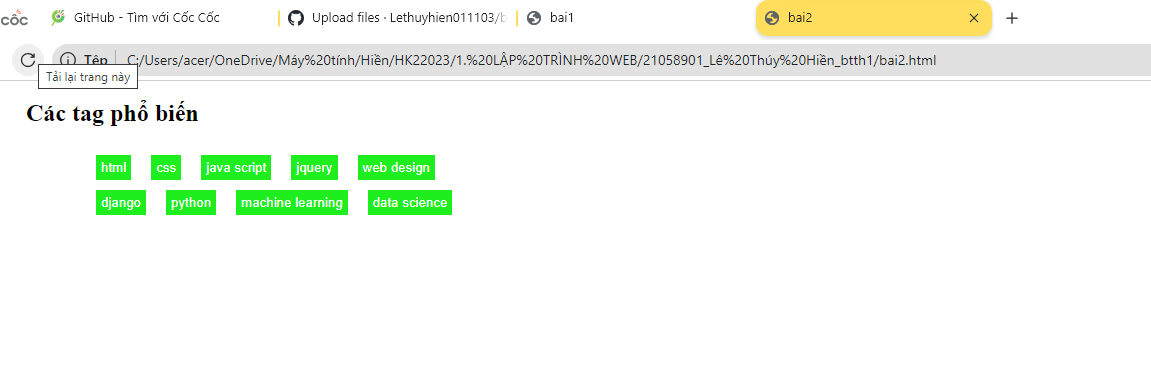 cốc GitHub - Tìm với Cốc Cốc Upload files · Lethuyhien011103/b bai1 bai2
Tệp C:/Users/acer/OneDrive/Máy%20tính/Hiền/HK22023/1.%20LẬP%20TRÌNH%20WEB/21058901_Lê%20Thúy%20Hiền_btth1/bai2.html
Tải lại trang này
Các tag phổ biến
html css java script jquery web design
django python machine learning data science